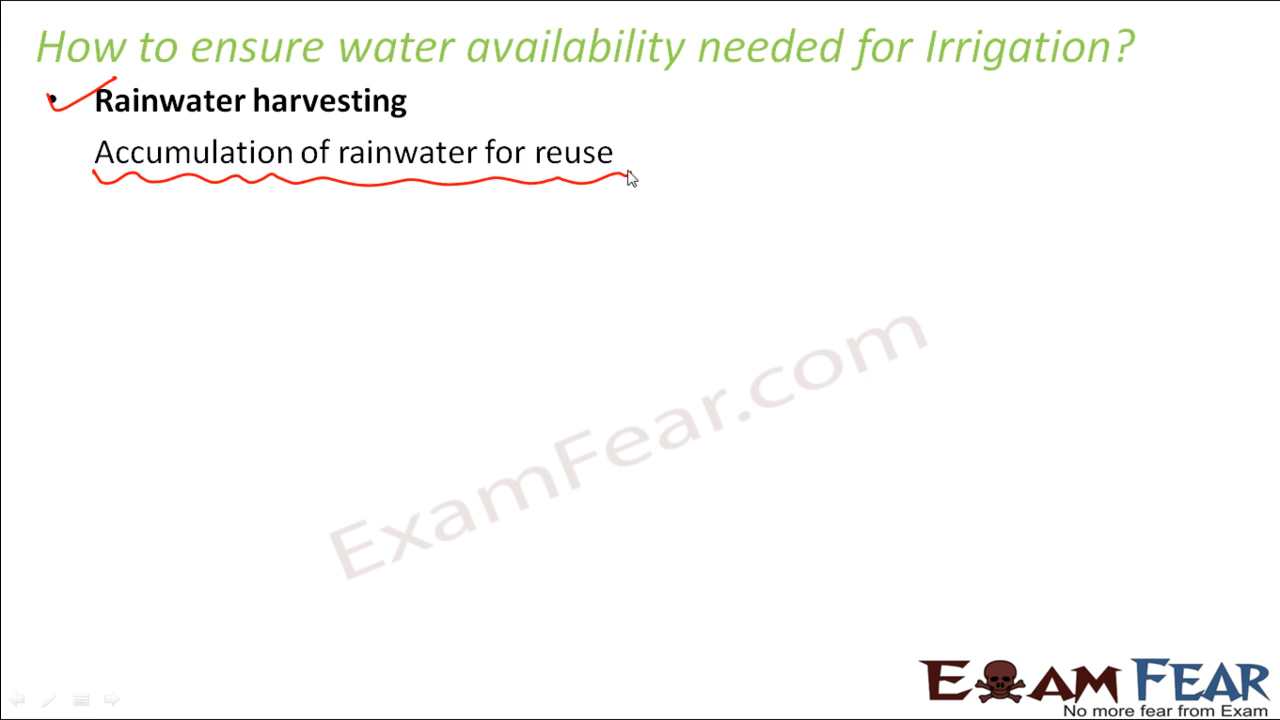 How to ensure water availability needed for Irrigation?
• Rainwater harvesting
Accumulation of rainwater for reuse
ExamFear.com
EXAM FEAR
No more fear from Exam